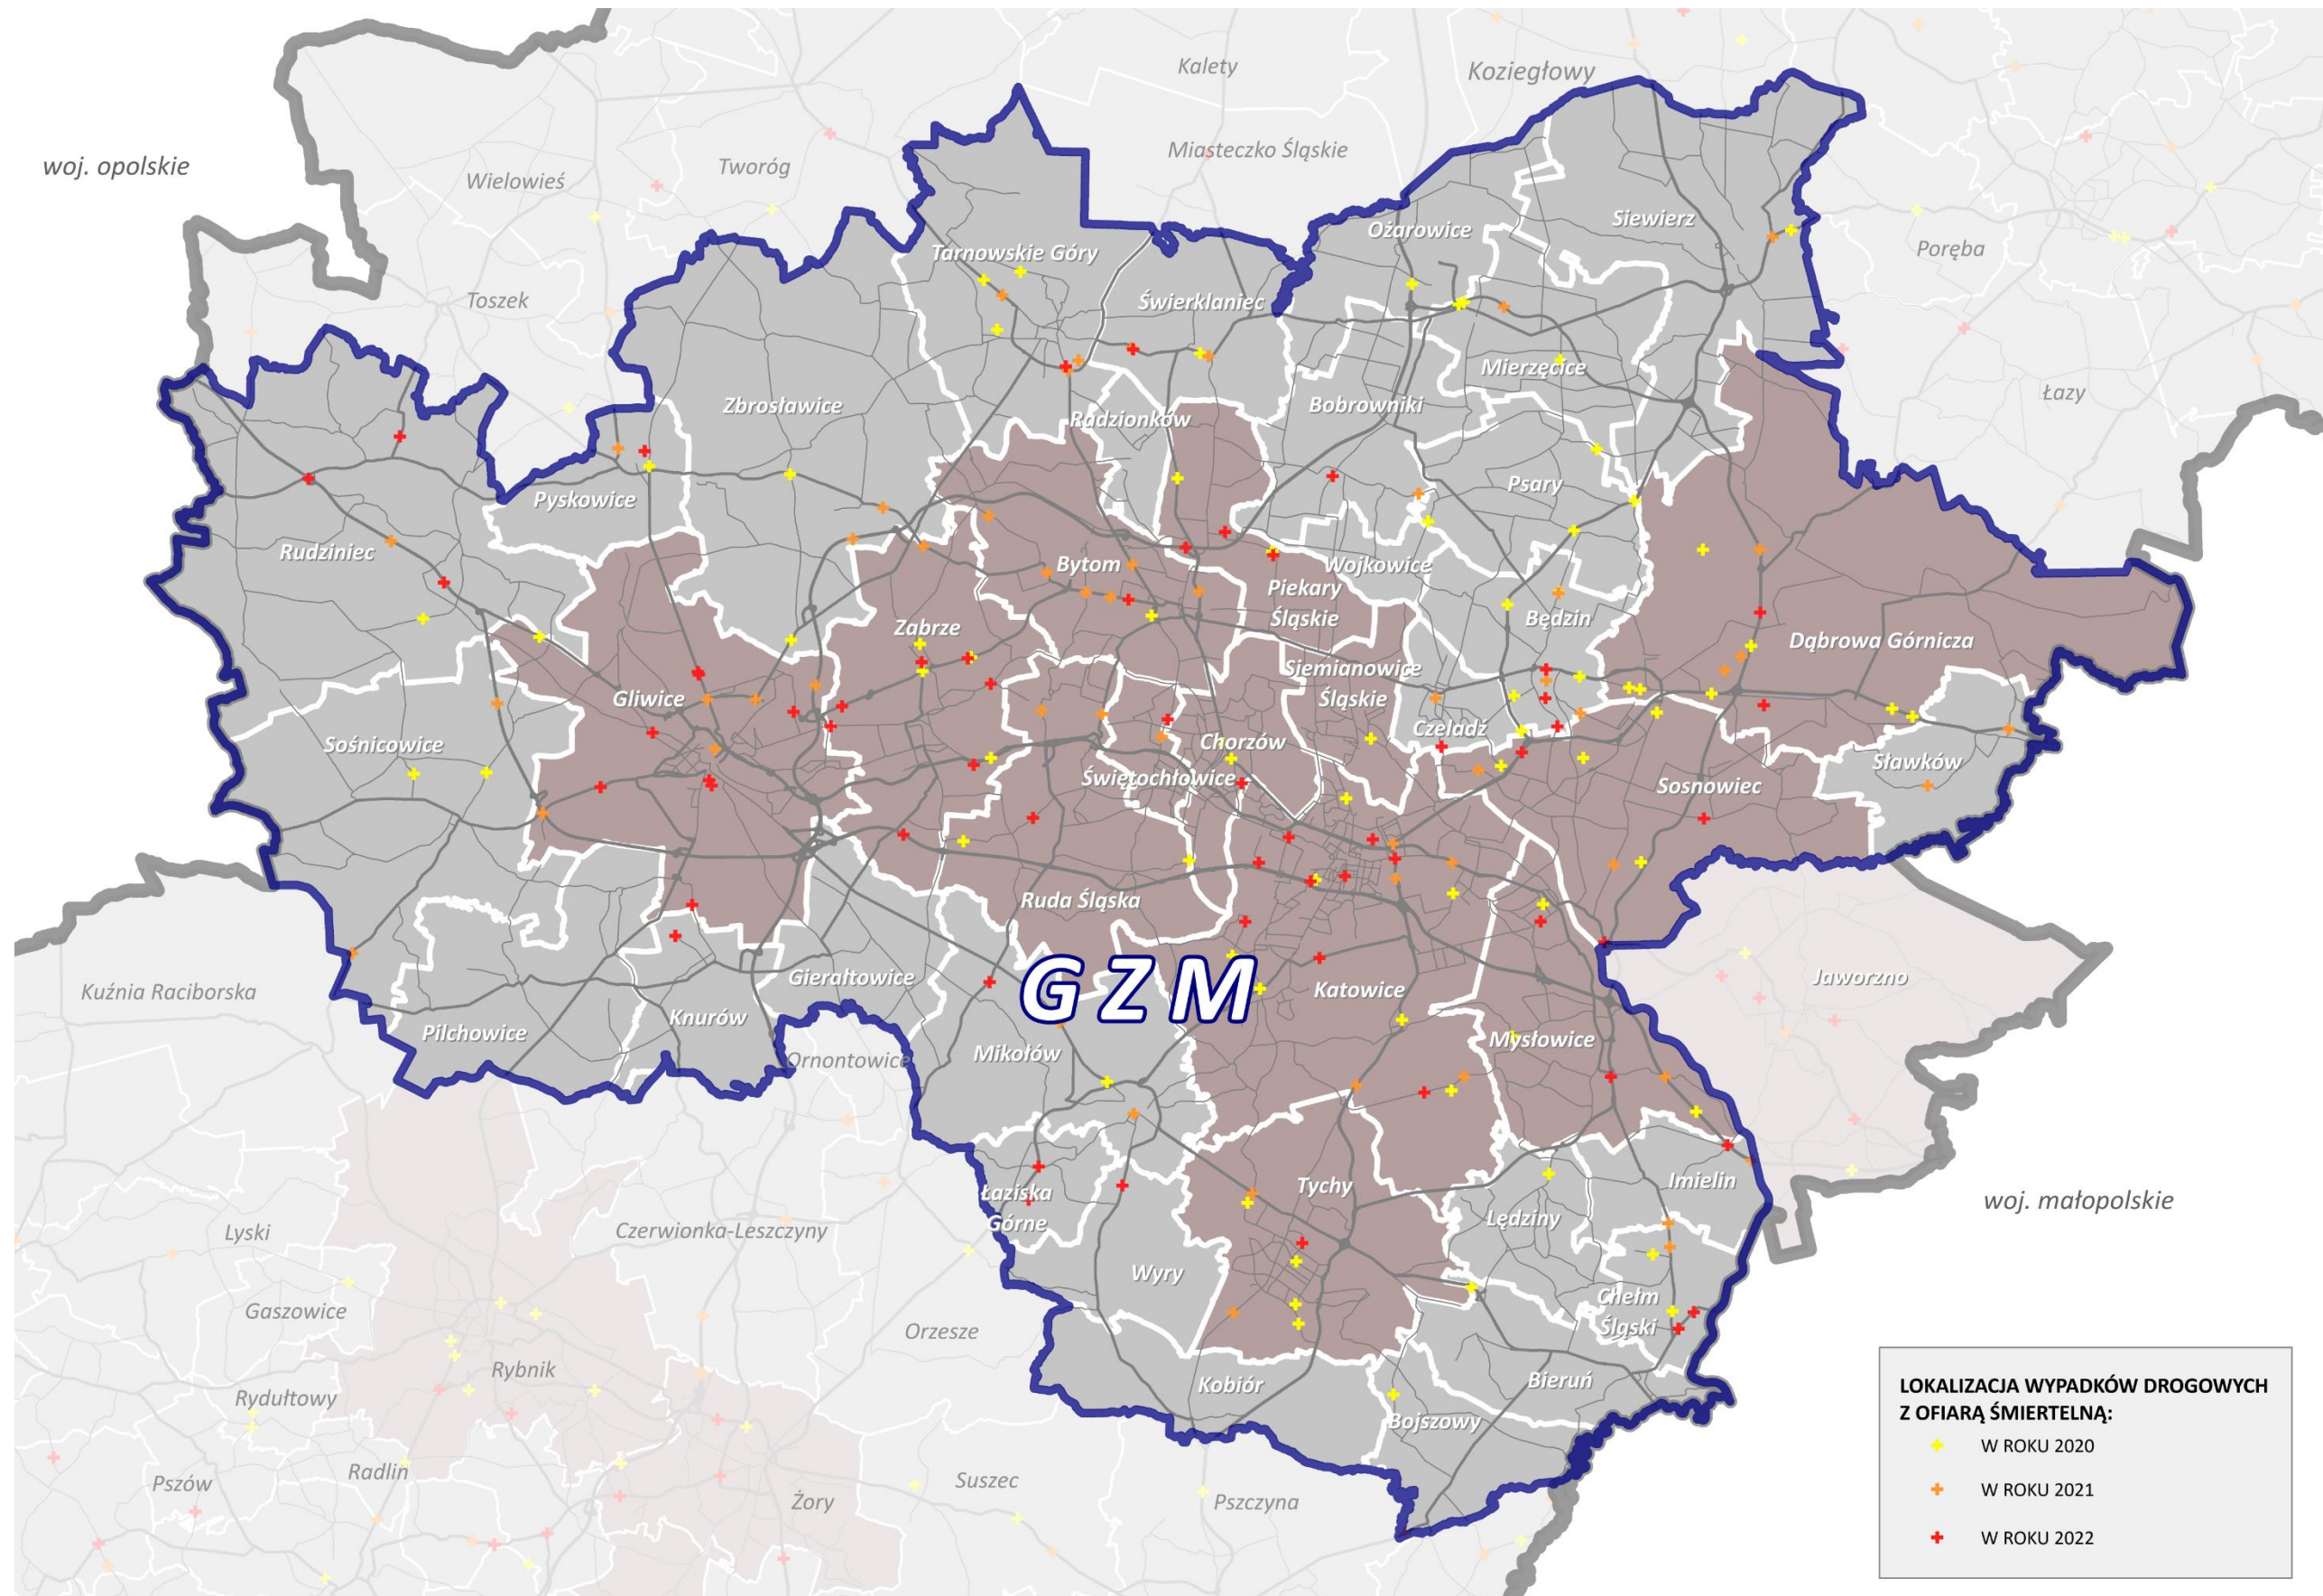 Kalety
Koziegłowy
woj. opolskie
Wielowieś
Tworóg
Miasteczko Śląskie
Siewierz
Ożarowice
Poręba
Tarnowskie Góry
Toszek
Świerklaniec
Mierzęcice
Łazy
Zbrosławice
Bobrowniki
Radzionków
Psary
Pyskowice
Rudziniec
Bytom
Wojkowice
Piekary
Śląskie
Będzin
Zabrze
Dąbrowa Górnicza
Siemianowice
Śląskie
Gliwice
Czeladź
Sośnicowice
Chorzów
Świętochłowice
Sławków
Sosnowiec
Ruda Śląska
Gierałtowice
GZM
Katowice
Jaworzno
Kuźnia Raciborska
Knurów
Pilchowice
Mysłowice
Mikołów
Ornontowice
Tychy
Imielin
Łaziska
Górne
woj. małopolskie
Lędziny
Lyski
Czerwionka-Leszczyny
Wyry
Chełm
Śląski
Gaszowice
Orzesze
Rybnik
Kobiór
Bieruń
Rydułtowy
Bojszowy
Radlin
Pszów
Suszec
Żory
Pszczyna
LOKALIZACJA WYPADKÓW DROGOWYCH
Z OFIARĄ ŚMIERTELNĄ:
W ROKU 2020
W ROKU 2021
W ROKU 2022